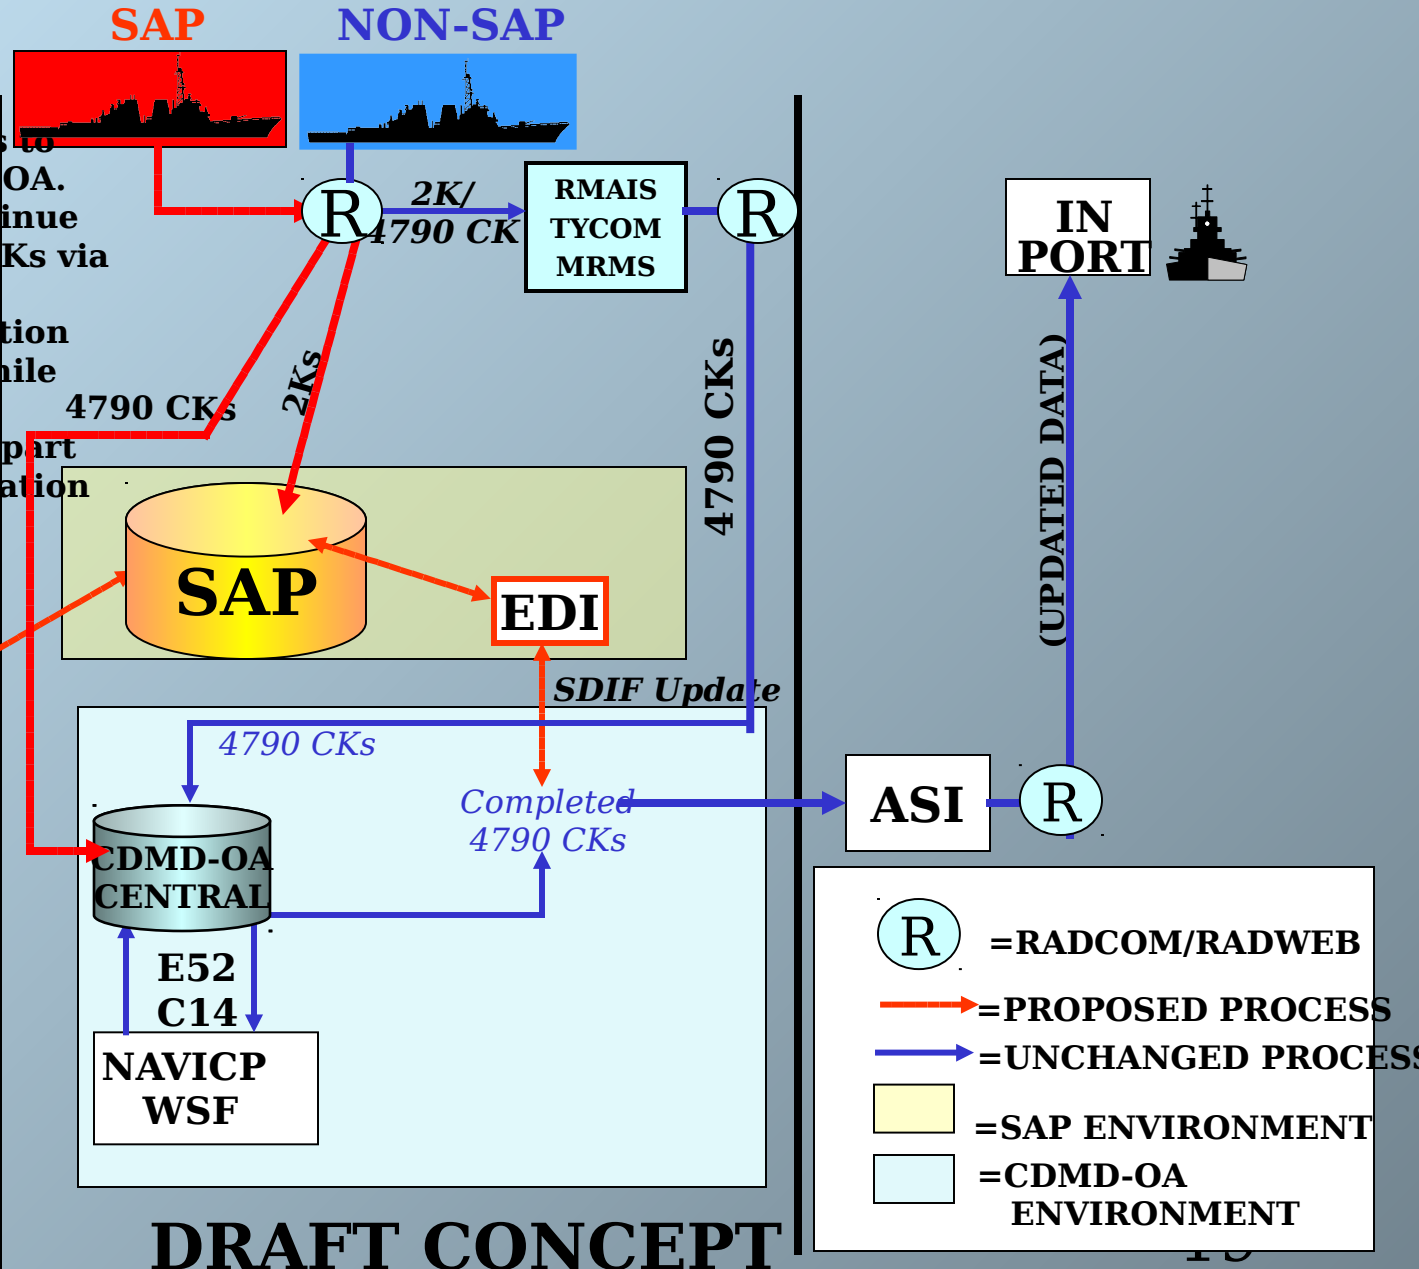 SAP
NON-SAP
s to
OA.
inue
Ks via
tion
hile
part
ation
R
2K/
4790 CK
RMAIS
TYCOM
MRMS
R
IN
PORT
4790 CKs
2Ks
4790 CKs
(UPDATED DATA)
SAP
EDI
SDIF Update
4790 CKs
Completed
4790 CKs
ASI
R
CDMD-OA
CENTRAL
E52
C14
NAVICP
WSF
R
=RADCOM/RADWEB
=PROPOSED PROCESS
=UNCHANGED PROCESS
=SAP ENVIRONMENT
=CDMD-OA
ENVIRONMENT
DRAFT CONCEPT